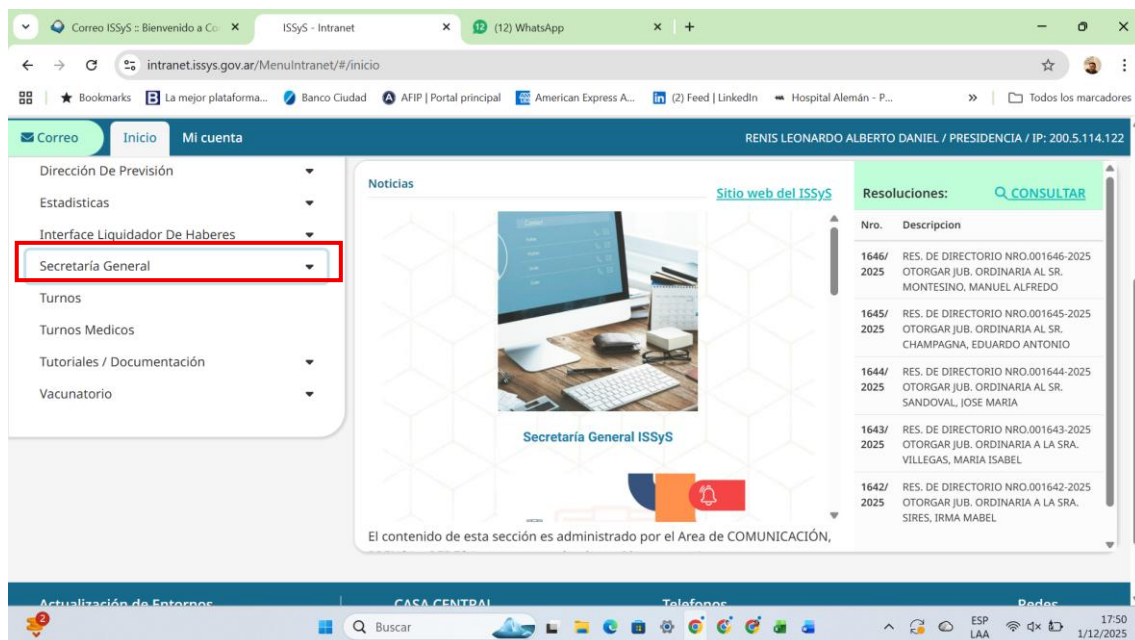 Correo ISSyS :: Bienvenido a Co
ISSyS - Intranet
(12) WhatsApp
intranet.issys.gov.ar/MenuIntranet/#/inicio
Bookmarks
La mejor plataforma...
Banco Ciudad
AFIP | Portal principal
American Express A...
(2) Feed | LinkedIn
Hospital Alemán - P...
Todos los marcadores
Correo
Inicio
Mi cuenta
RENIS LEONARDO ALBERTO DANIEL / PRESIDENCIA / IP: 200.5.114.122
Dirección De Previsión
Estadisticas
Interface Liquidador De Haberes
Secretaría General
Turnos
Turnos Medicos
Tutoriales / Documentación
Vacunatorio
Noticias
Sitio web del ISSyS
Secretaría General ISSyS
El contenido de esta sección es administrado por el Area de COMUNICACIÓN,
Resoluciones:
CONSULTAR
Nro. Descripcion
1646/ RES. DE DIRECTORIO NRO.001646-2025
2025 OTORGAR JUB. ORDINARIA AL SR.
MONTESINO, MANUEL ALFREDO
1645/ RES. DE DIRECTORIO NRO.001645-2025
2025 OTORGAR JUB. ORDINARIA AL SR.
CHAMPAGNA, EDUARDO ANTONIO
1644/ RES. DE DIRECTORIO NRO.001644-2025
2025 OTORGAR JUB. ORDINARIA AL SR.
SANDOVAL, JOSE MARIA
1643/ RES. DE DIRECTORIO NRO.001643-2025
2025 OTORGAR JUB. ORDINARIA A LA SRA.
VILLEGAS, MARIA ISABEL
1642/ RES. DE DIRECTORIO NRO.001642-2025
2025 OTORGAR JUB. ORDINARIA A LA SRA.
SIRES, IRMA MABEL
Actualización de Entornos
CASA CENTRAL
Telefonos
Redes
2
Buscar
ESP
LAA
17:50
1/12/2025